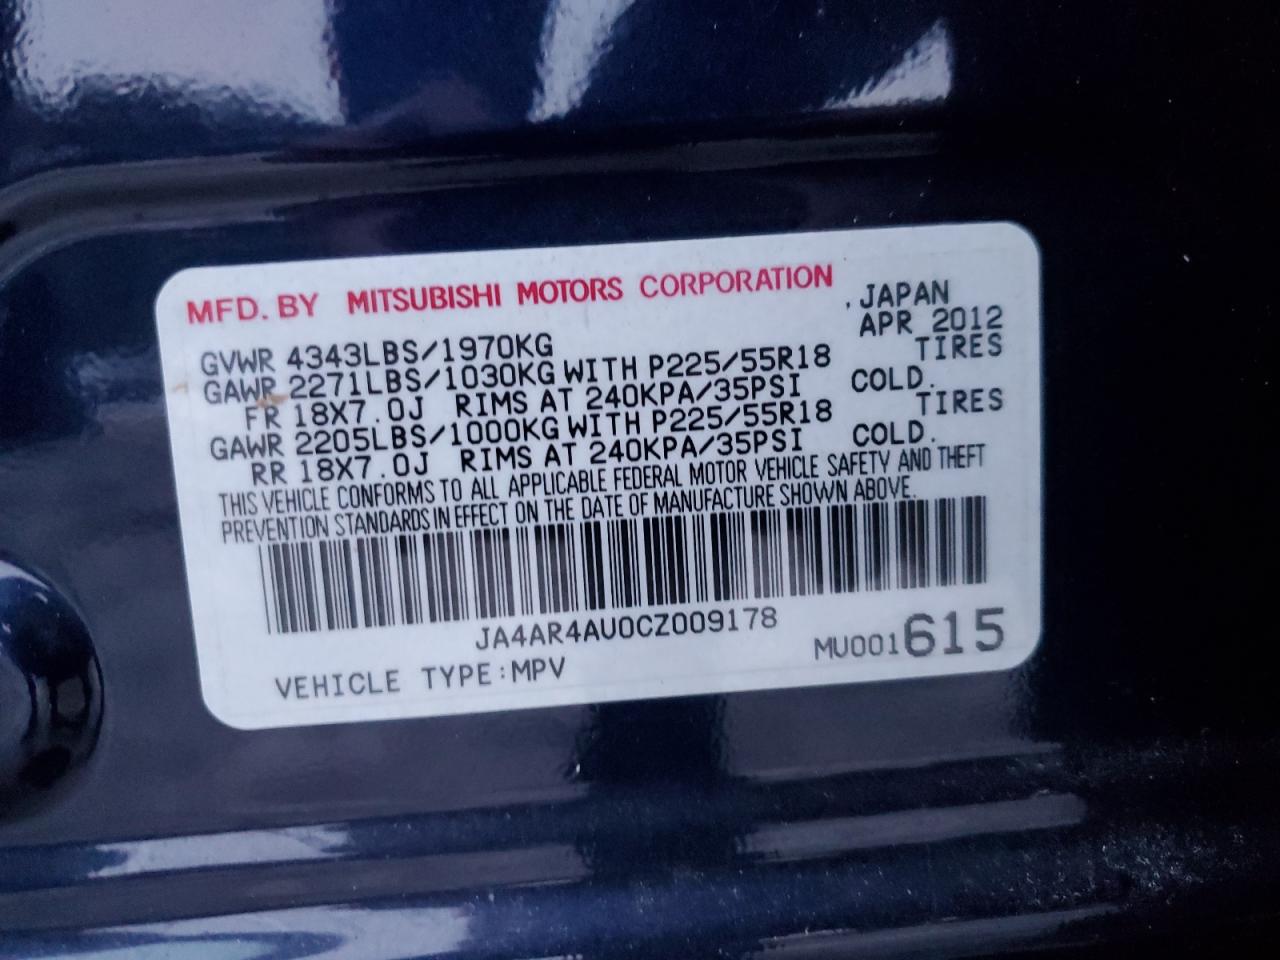 MFD. BY MITSUBISHI MOTORS CORPORATION , JAPAN
GVWR 4343LBS/1970KG APR 2012
GAWR 2271LBS/1030KG WITH P225/55R18 TIRES
FR 18X7.0J RIMS AT 240KPA/35PSI COLD.
GAWR 2205LBS/1000KG WITH P225/55R18 TIRES
RR 18X7.0J RIMS AT 240KPA/35PSI COLD.
THIS VEHICLE CONFORMS TO ALL APPLICABLE FEDERAL MOTOR VEHICLE SAFETY AND THEFT
PREVENTION STANDARDS IN EFFECT ON THE DATE OF MANUFACTURE SHOWN ABOVE.
JA4AR4AU0CZ009178
MU001615
VEHICLE TYPE:MPV